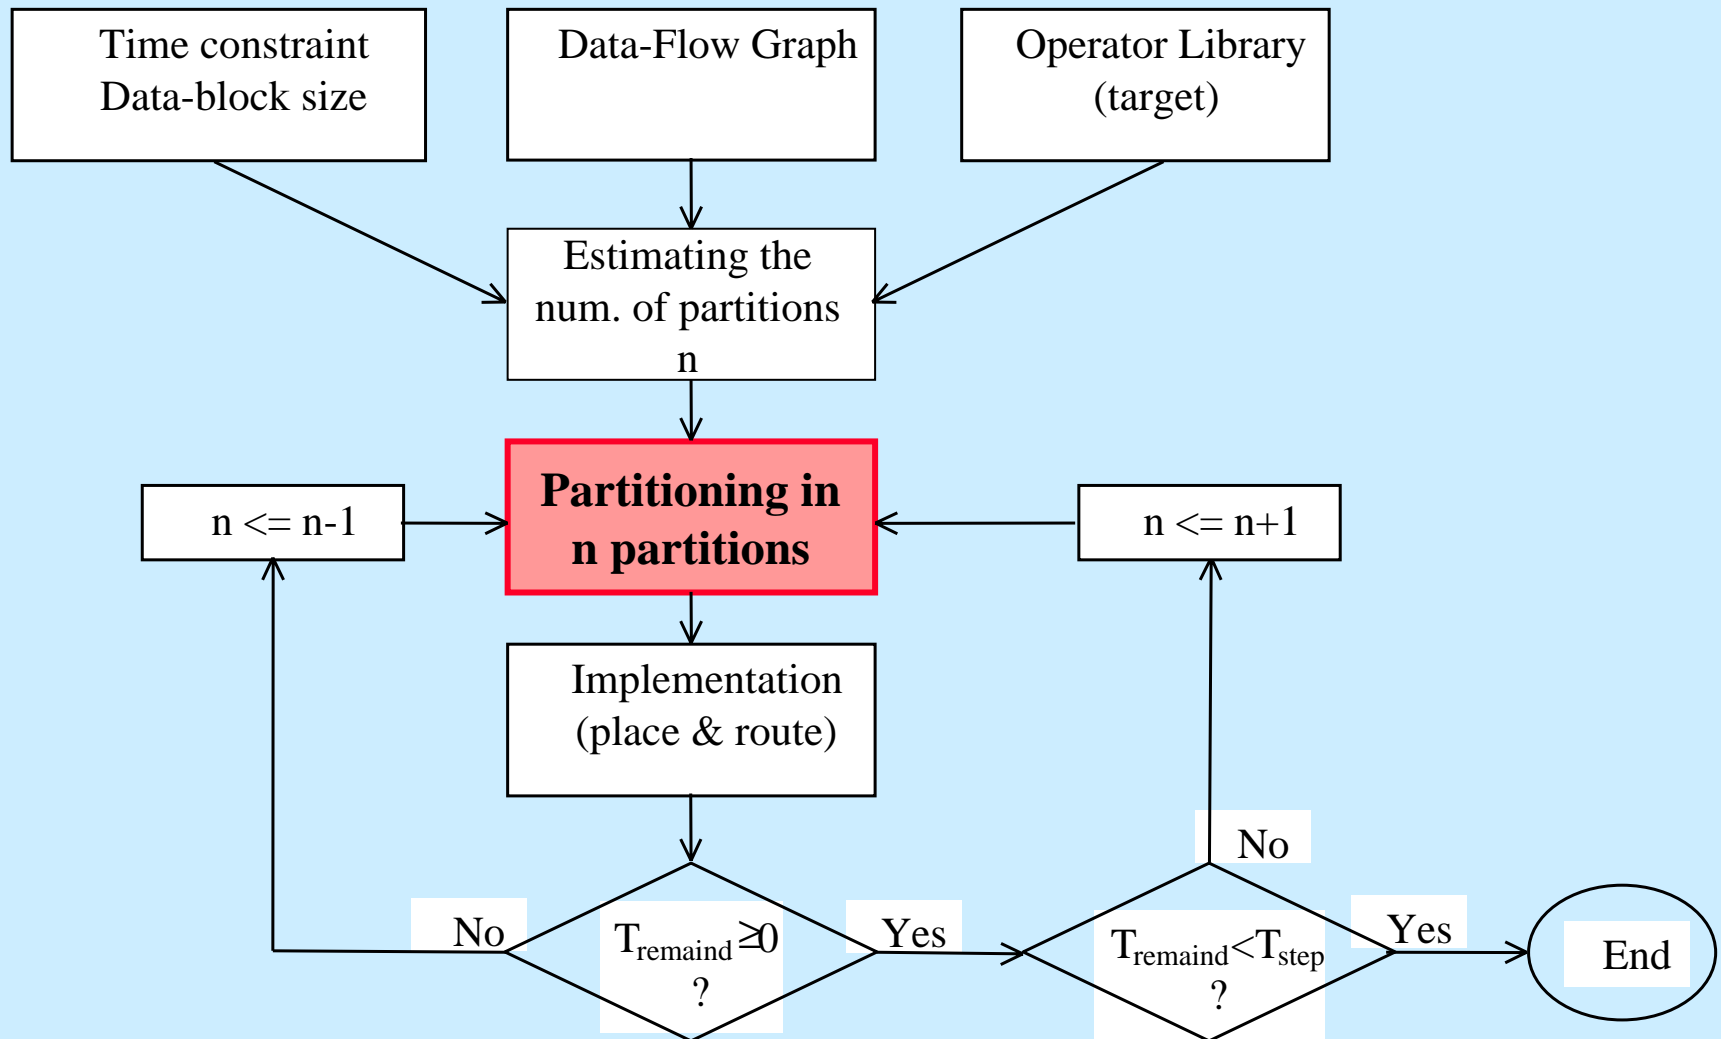 Time constraint
Data-block size
Data-Flow Graph
Operator Library
(target)
Estimating the
num. of partitions
n
Partitioning in
n partitions
n <= n-1
n <= n+1
Implementation
(place & route)
No
Tremaind ≥0
?
Yes
No
Tremaind<Tstep
?
Yes
End